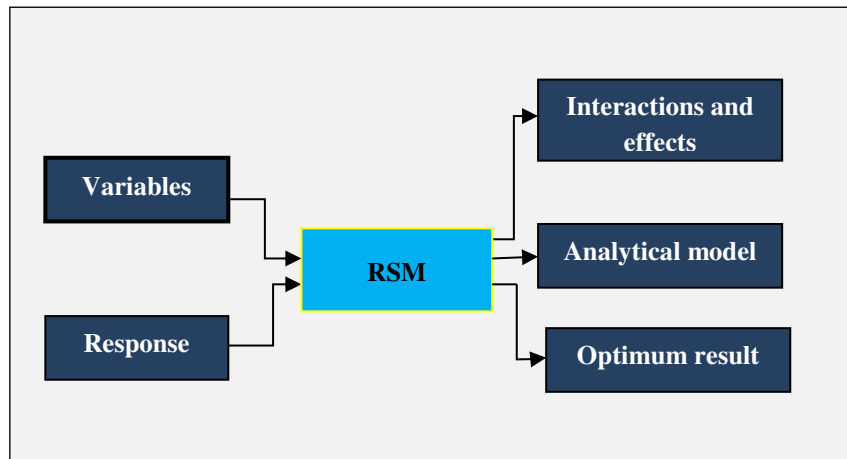 Variables
Response
RSM
Interactions and
effects
Analytical model
Optimum result